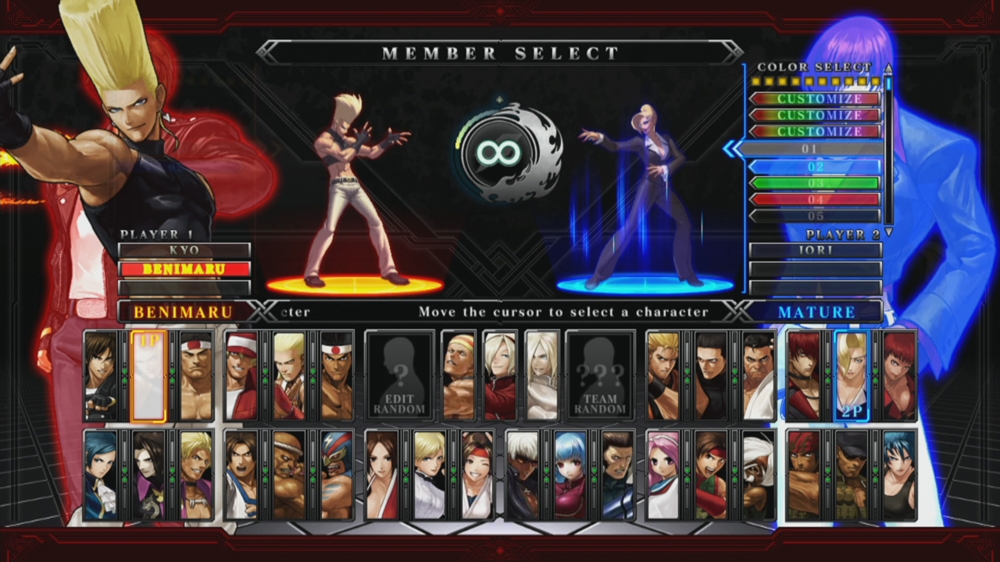 MEMBER SELECT
COLOR SELECT
CUSTOMIZE
CUSTOMIZE
CUSTOMIZE
01
02
03
04
05
∞
PLAYER 1
KYO
BENIMARU
PLAYER 2
IORI
BENIMARU
cter
Move the cursor to select a character
MATURE
1P
?
EDIT
RANDOM
???
TEAM
RANDOM
2P